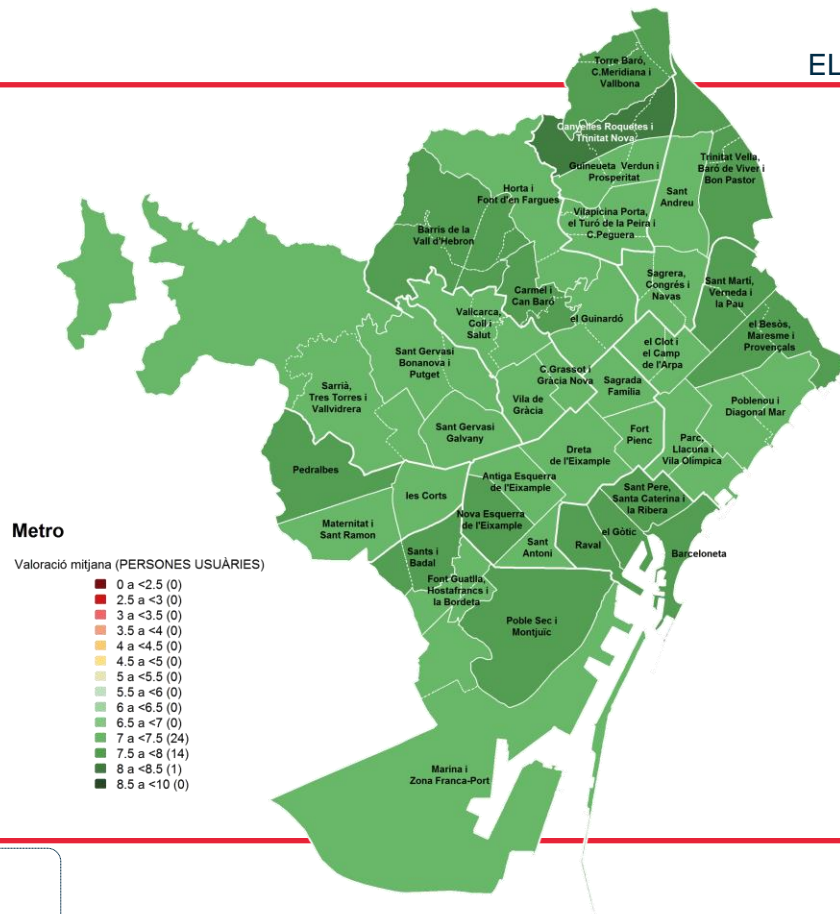 EL
Torre Baró,
C.Meridiana i
Vallbona
Canyelles Roquetes i
Trinitat Nova
Guineueta Verdun i
Prosperitat
Trinitat Vella,
Baró de Viver i
Bon Pastor
Horta i
Font d'en Fargues
Sant
Andreu
Vilapicina Porta,
el Turó de la Peira i
C.Peguera
Barris de la
Vall d'Hebron
Sagrera,
Congrés i
Navas
Sant Martí,
Verneda i
la Pau
Carmel i
Can Baró
Vallcarca,
Coll i
Salut
el Guinardó
el Besòs,
Maresme i
Provençals
el Clot i
el Camp
de l'Arpa
Sant Gervasi
Bonanova i
Putget
C.Grassot i
Gràcia Nova
Sagrada
Família
Sarrià,
Tres Torres i
Vallvidrera
Vila de
Gràcia
Poblenou i
Diagonal Mar
Sant Gervasi
Galvany
Fort
Pienc
Parc,
Llacuna i
Vila Olímpica
Dreta
de l'Eixample
Pedralbes
Antiga Esquerra
de l'Eixample
Sant Pere,
Santa Caterina i
la Ribera
les Corts
Nova Esquerra
de l'Eixample
Maternitat i
Sant Ramon
el Gòtic
Sant
Antoni
Raval
Barceloneta
Sants i
Badal
Font Guatlla,
Hostafrancs i
la Bordeta
Poble Sec i
Montjuïc
Marina i
Zona Franca-Port
Metro
Valoració mitjana (PERSONES USUÀRIES)
0 a <2.5 (0)
2.5 a <3 (0)
3 a <3.5 (0)
3.5 a <4 (0)
4 a <4.5 (0)
4.5 a <5 (0)
5 a <5.5 (0)
5.5 a <6 (0)
6 a <6.5 (0)
6.5 a <7 (0)
7 a <7.5 (24)
7.5 a <8 (14)
8 a <8.5 (1)
8.5 a <10 (0)